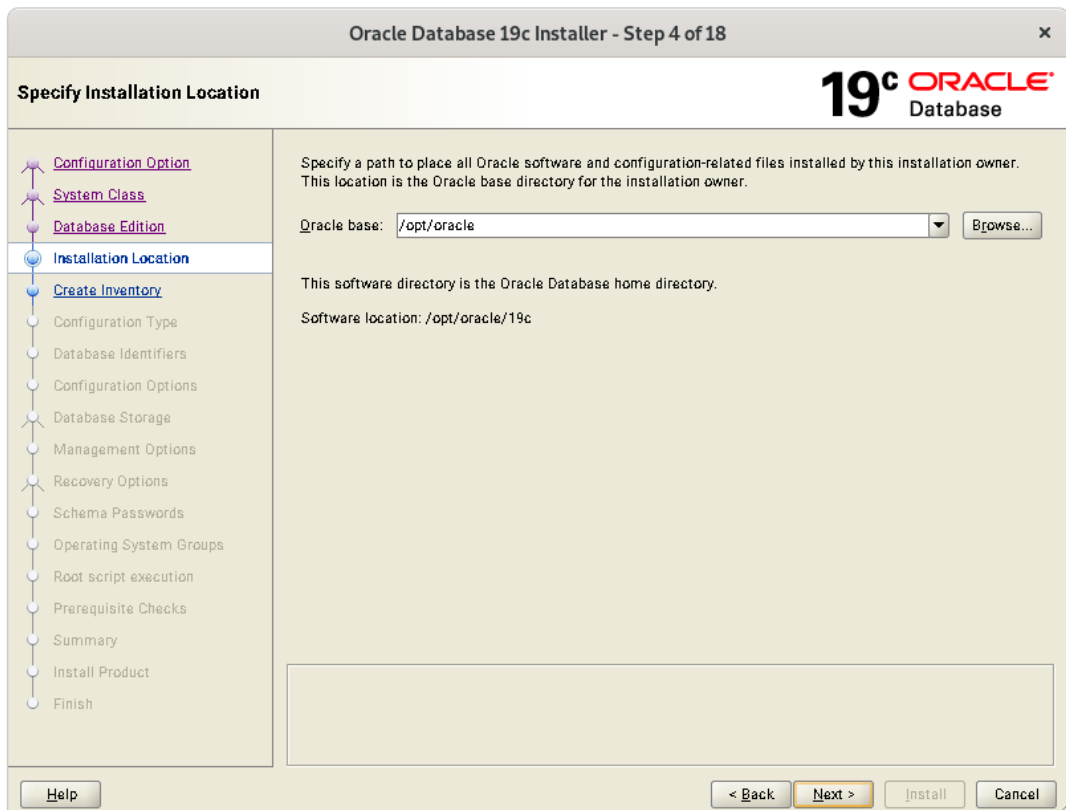 Oracle Database 19c Installer - Step 4 of 18
×
Specify Installation Location
19c ORACLE
Database
Configuration Option
System Class
Database Edition
Installation Location
Create Inventory
Configuration Type
Database Identifiers
Configuration Options
Database Storage
Management Options
Recovery Options
Schema Passwords
Operating System Groups
Root script execution
Prerequisite Checks
Summary
Install Product
Finish
Specify a path to place all Oracle software and configuration-related files installed by this installation owner.
This location is the Oracle base directory for the installation owner.
Oracle base: /opt/oracle Browse...
This software directory is the Oracle Database home directory.
Software location: /opt/oracle/19c
Help < Back Next > Install Cancel